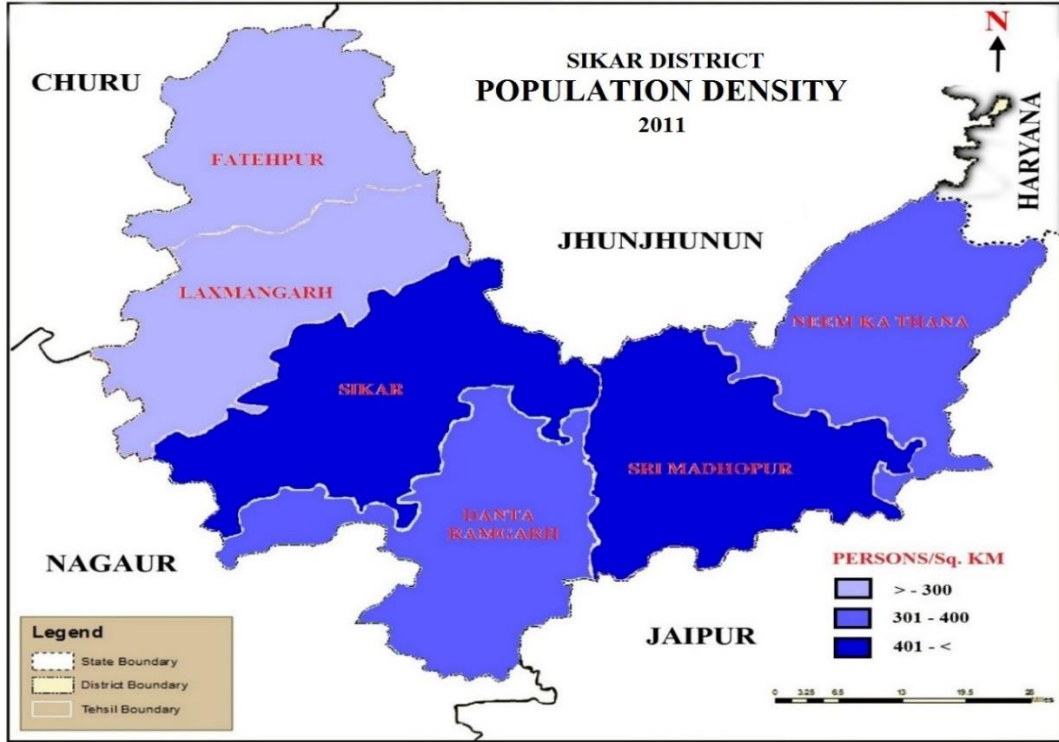 SIKAR DISTRICT
POPULATION DENSITY
2011
N
CHURU
HARYANA
FATEHPUR
JHUNJHUNUN
LAXMANGARH
NEEM KA THANA
SIKAR
SRI MADHOPUR
DANTA
RAMGARH
NAGAUR
JAIPUR
PERSONS/Sq. KM
> - 300
301 - 400
401 - <
Legend
State Boundary
District Boundary
Tehsil Boundary
0 3.25 6.5 13 19.5 26
Miles